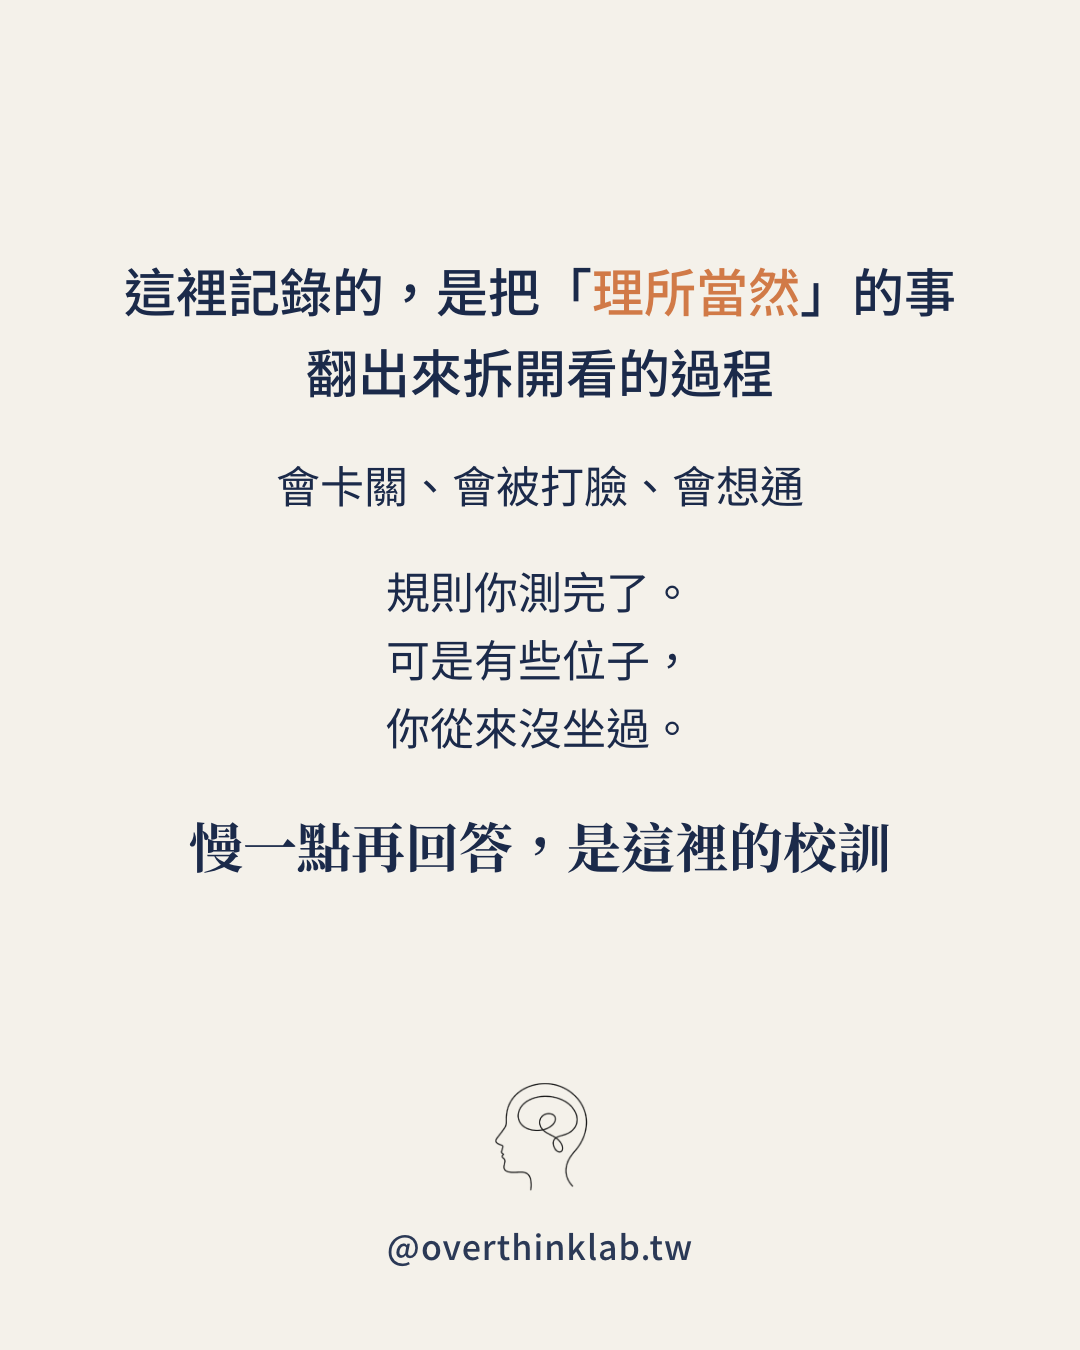 這裡記錄的，是把「理所當然」的事
翻出來拆開看的過程
會卡關、會被打臉、會想通
規則你測完了。
可是有些位子，
你從來沒坐過。
慢一點再回答，是這裡的校訓
@overthinklab.tw